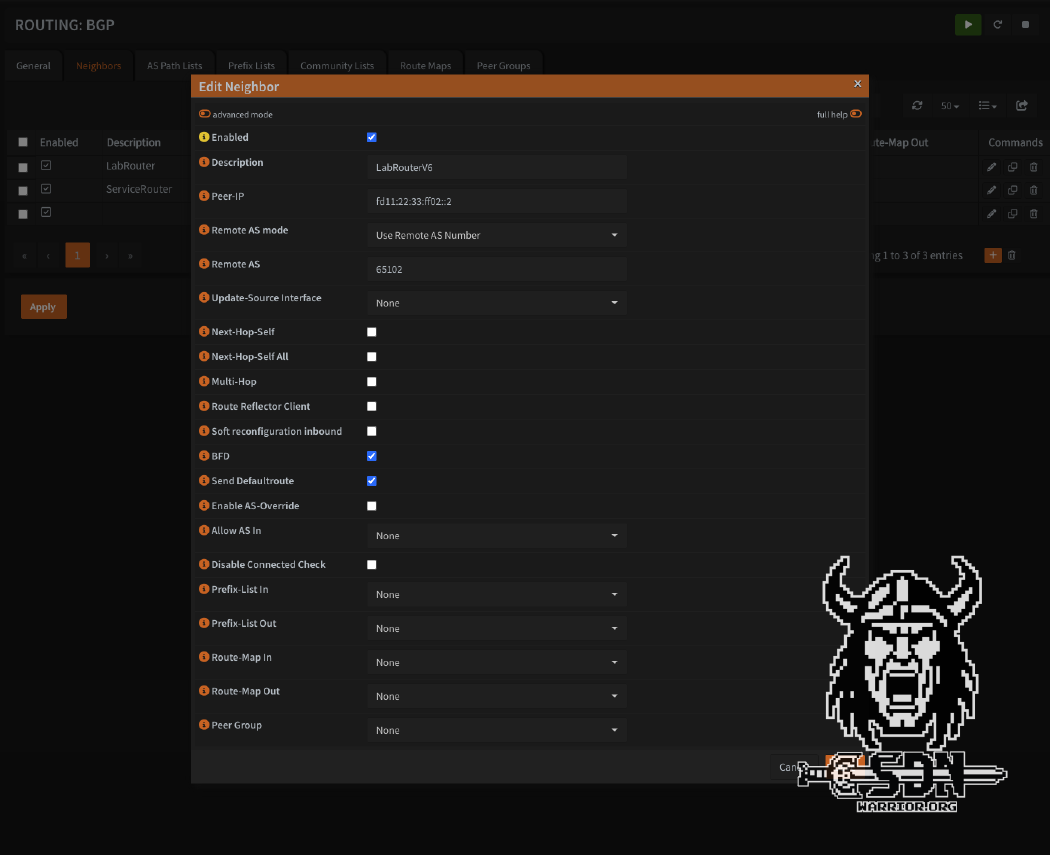 ROUTING: BGP
General Neighbors AS Path Lists Prefix Lists Community Lists Route Maps Peer Groups
Edit Neighbor ×
advanced mode full help
50
Enabled Description Route-Map Out Commands
Enabled
LabRouter
Description LabRouterV6
ServiceRouter
Peer-IP fd11:22:33:ff02::2
Remote AS mode Use Remote AS Number
« ‹ 1 › » 1 to 3 of 3 entries
Remote AS 65102
Update-Source Interface None
Apply
Next-Hop-Self
Next-Hop-Self All
Multi-Hop
Route Reflector Client
Soft reconfiguration inbound
BFD
Send Defaultroute
Enable AS-Override
Allow AS In None
Disable Connected Check
Prefix-List In None
Prefix-List Out None
Route-Map In None
Route-Map Out None
Peer Group None
SDN
WARRIOR.ORG